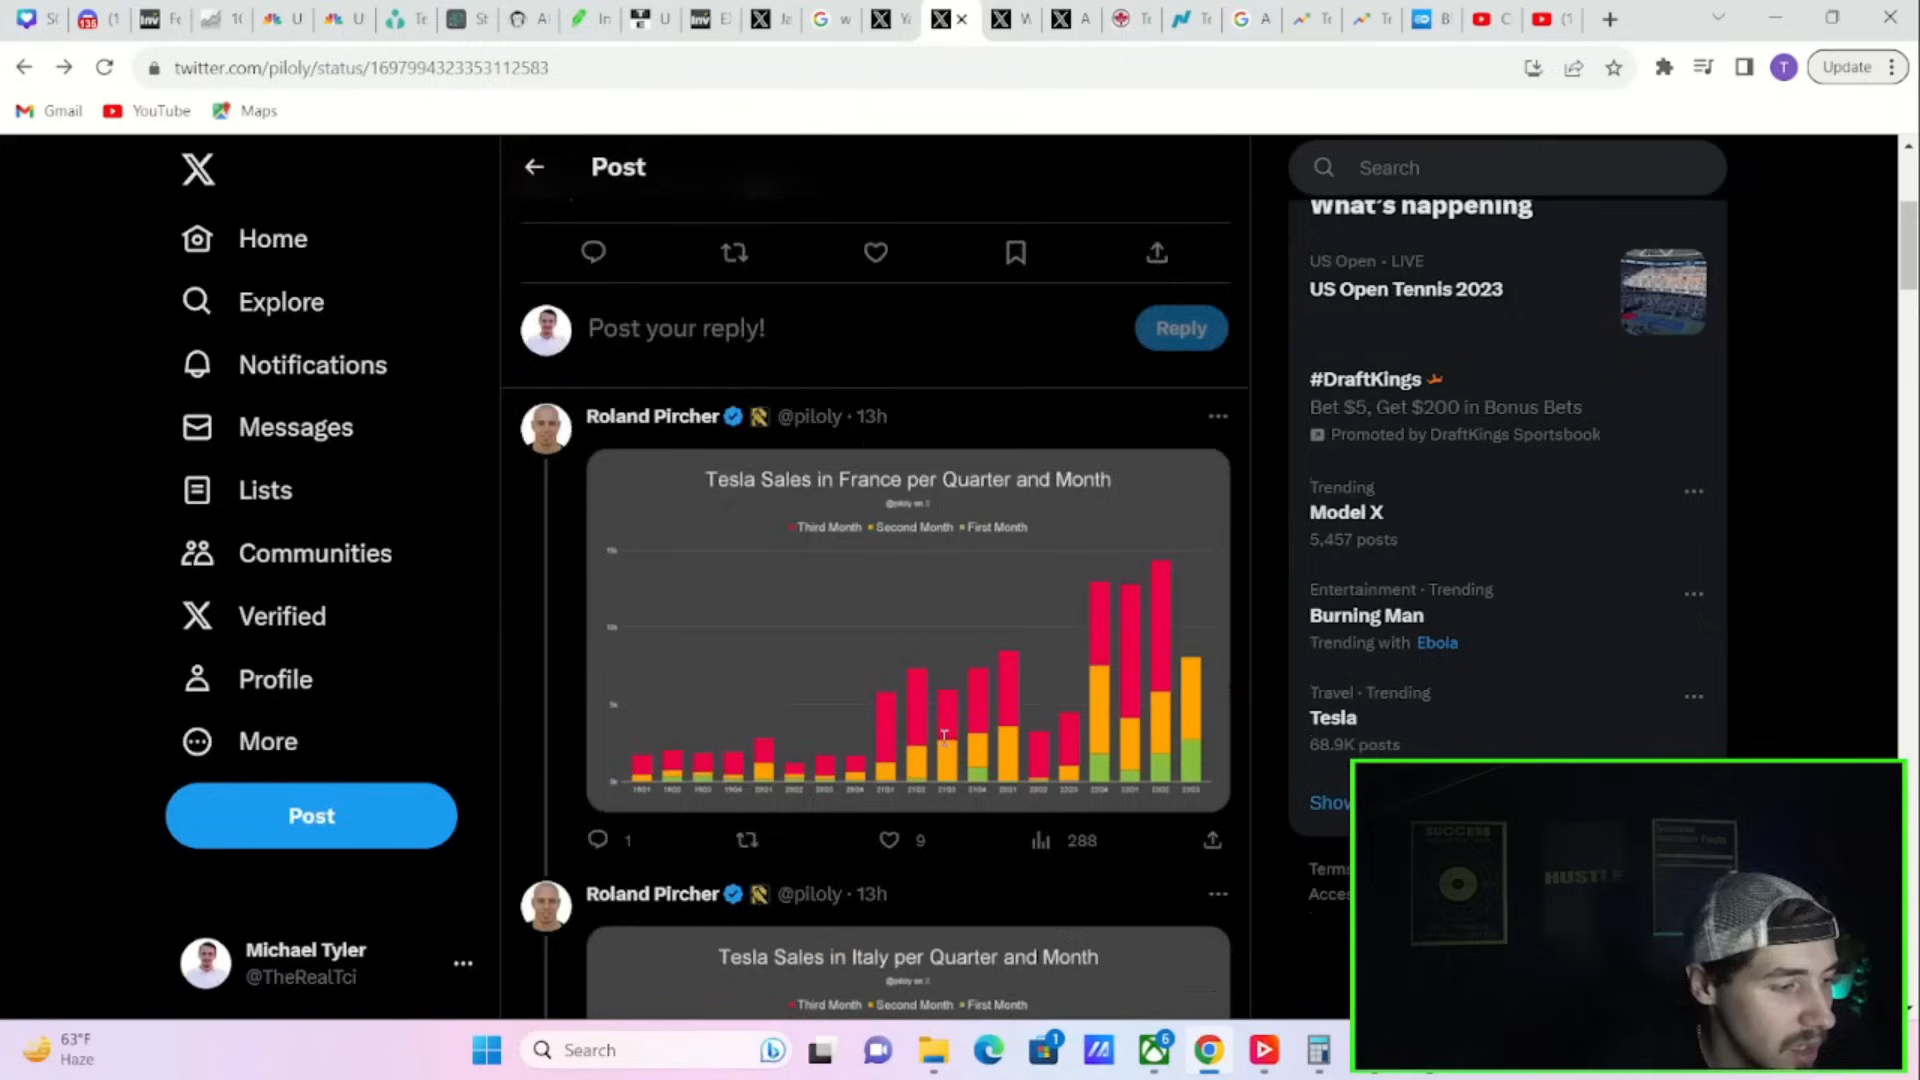 twitter.com/piloly/status/1697994323353112583
Update
Gmail
YouTube
Maps
Post
Search
What's happening
US Open · LIVE
US Open Tennis 2023
#DraftKings
Bet $5, Get $200 in Bonus Bets
Promoted by DraftKings Sportsbook
Trending
Model X
5,457 posts
Entertainment · Trending
Burning Man
Trending with Ebola
Travel · Trending
Tesla
68.9K posts
Home
Explore
Notifications
Messages
Lists
Communities
Verified
Profile
More
Post
Michael Tyler
@TheRealTci
Post your reply!
Reply
Roland Pircher @piloly · 13h
Tesla Sales in France per Quarter and Month
Third Month Second Month First Month
1
9
288
Roland Pircher @piloly · 13h
Tesla Sales in Italy per Quarter and Month
Third Month Second Month First Month
SUCCESS
HUSTLE
63°F
Haze
Search
1
6